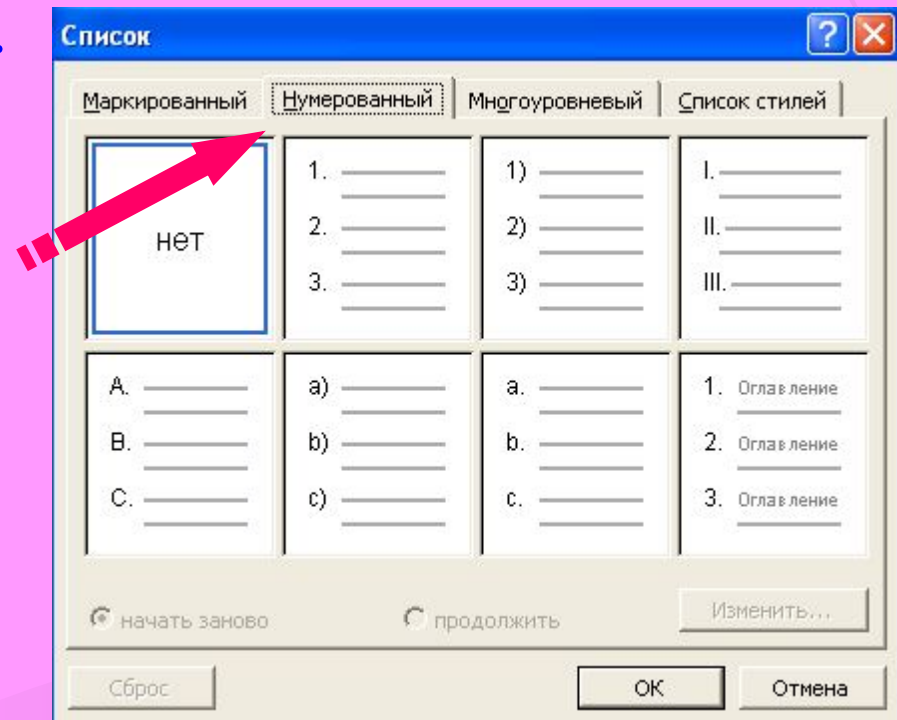 Список
Маркированный Нумерованный Многоуровневый Список стилей
нет
1.
2.
3.
1)
2)
3)
I.
II.
III.
A.
B.
C.
a)
b)
c)
a.
b.
c.
1. Оглавление
2. Оглавление
3. Оглавление
начать заново продолжить Изменить...
Сброс ОК Отмена